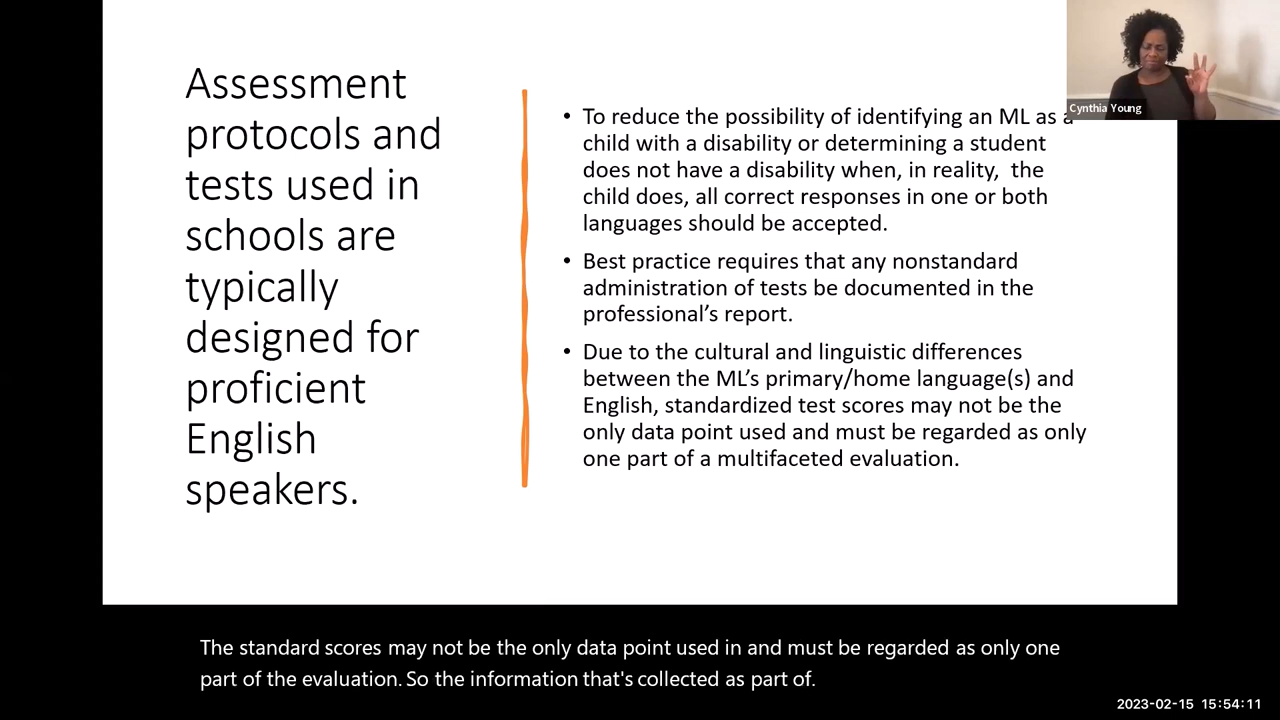 Assessment
protocols and
tests used in
schools are
typically
designed for
proficient
English
speakers.
• To reduce the possibility of identifying an ML as a
child with a disability or determining a student
does not have a disability when, in reality,  the
child does, all correct responses in one or both
languages should be accepted.
• Best practice requires that any nonstandard
administration of tests be documented in the
professional’s report.
• Due to the cultural and linguistic differences
between the ML’s primary/home language(s) and
English, standardized test scores may not be the
only data point used and must be regarded as only
one part of a multifaceted evaluation.
Cynthia Young
The standard scores may not be the only data point used in and must be regarded as only one
part of the evaluation. So the information that's collected as part of.
2023-02-15 15:54:11